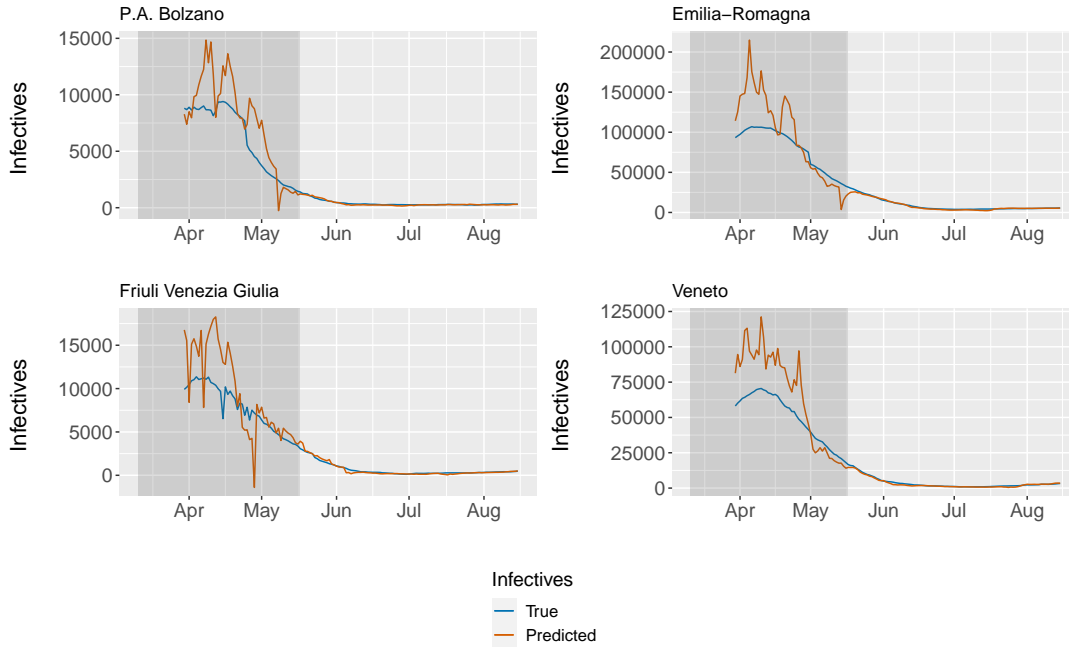 P.A. Bolzano
Infectives
15000
10000
5000
0
Apr May Jun Jul Aug
Emilia−Romagna
Infectives
200000
150000
100000
50000
0
Apr May Jun Jul Aug
Friuli Venezia Giulia
Infectives
15000
10000
5000
0
Apr May Jun Jul Aug
Veneto
Infectives
125000
100000
75000
50000
25000
0
Apr May Jun Jul Aug
Infectives
True
Predicted